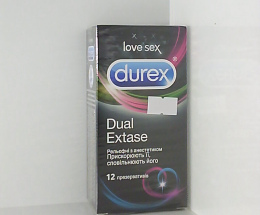 love sex
durex
Dual
Extase
Рельєфні з анестетиком
Прискорюють її,
сповільнюють його
12 презервативів